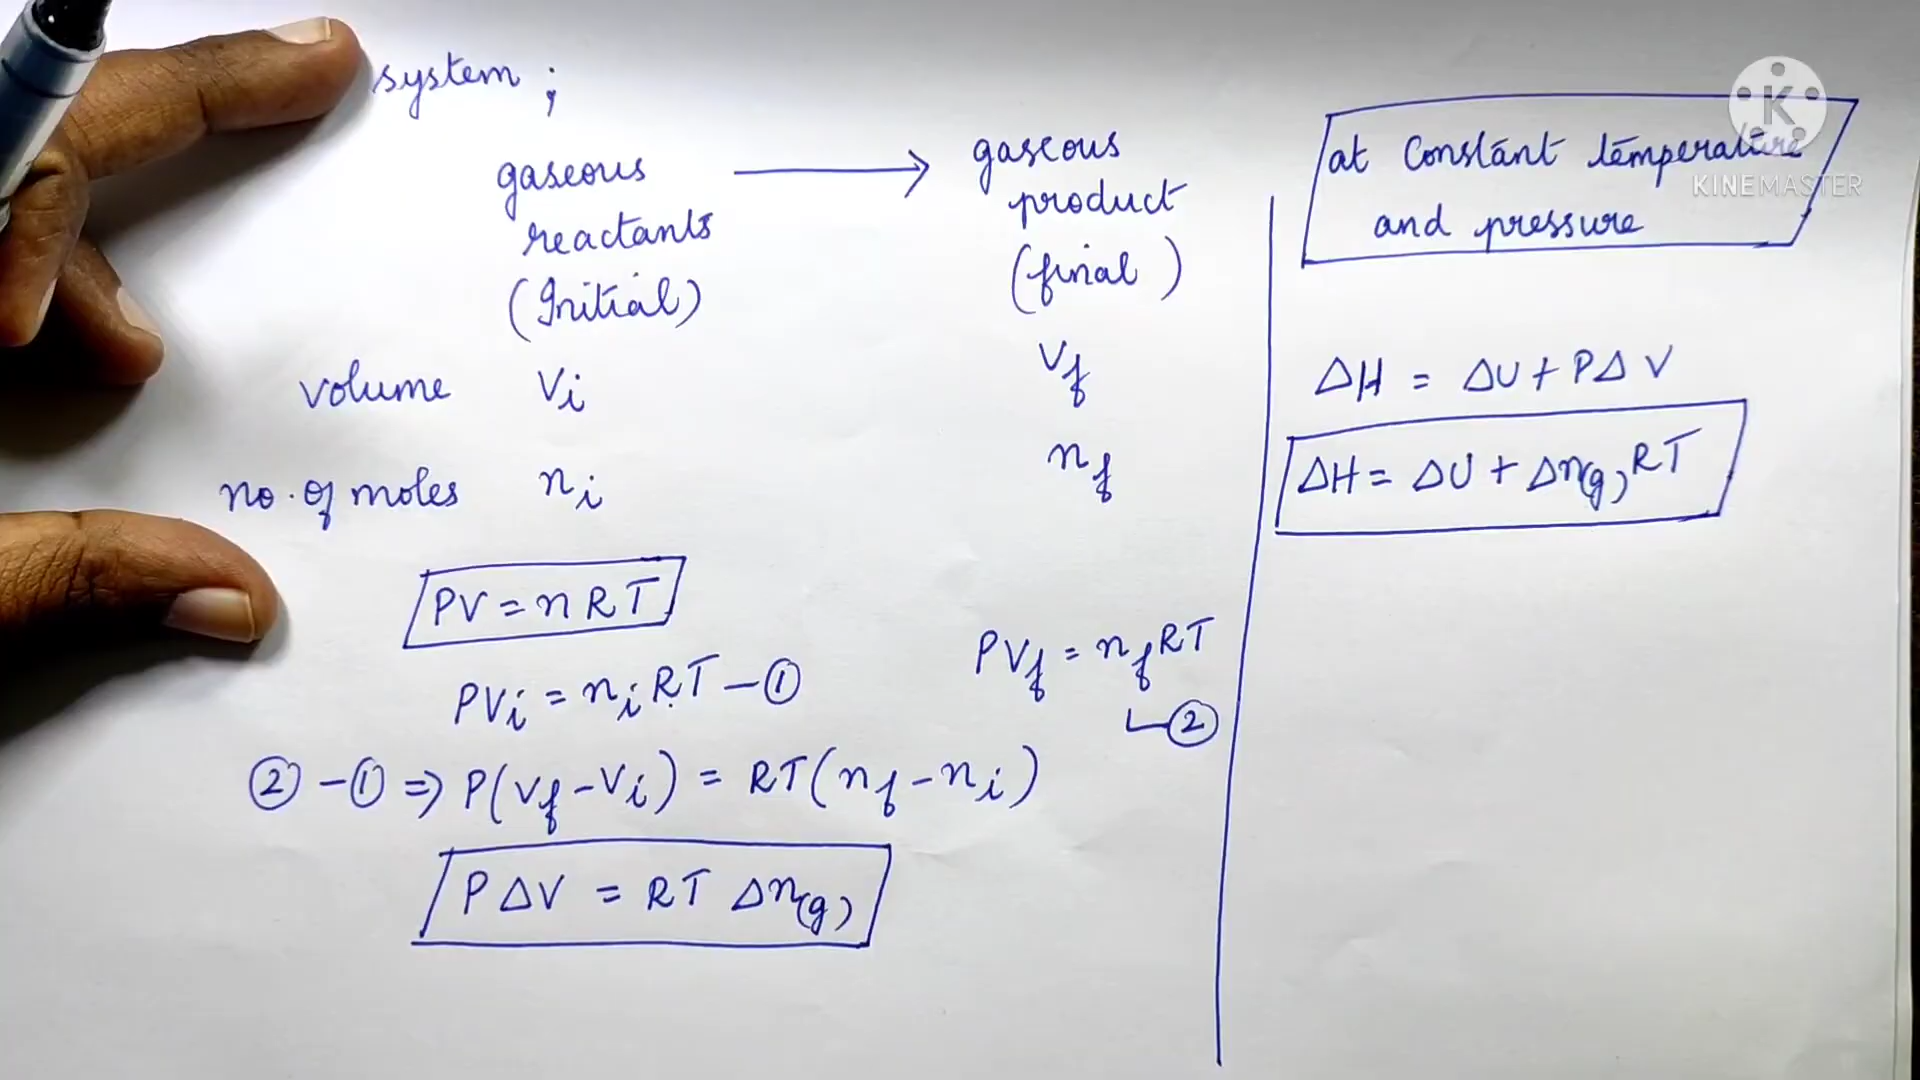 system ;
gaseous reactants (Initial) ⟶ gaseous product (final)
volume Vi Vf
no. of moles ni nf
PV = nRT
PVi = niRT — ①
PVf = nfRT
②
② - ① ⇒ P(Vf - Vi) = RT(nf - ni)
PΔV = RT Δn(g)
at Constant temperature
and pressure
ΔH = ΔU + PΔV
ΔH = ΔU + Δn(g) RT
K
KINEMASTER